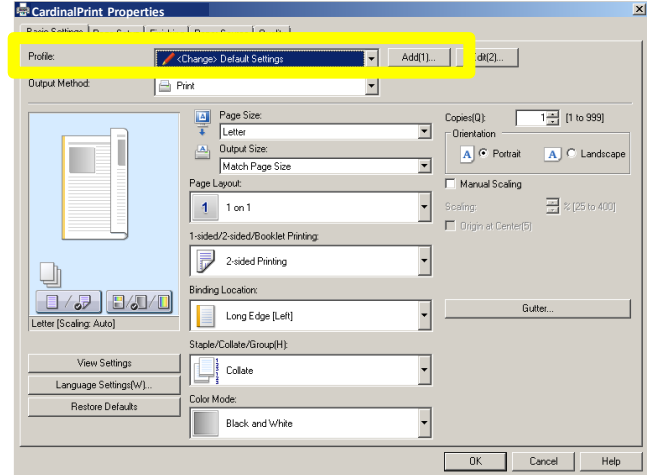 CardinalPrint Properties
Profile:
<Change> Default Settings
Add(1)...
Output Method:
Print
Page Size:
Letter
Output Size:
Match Page Size
Page Layout:
1
1 on 1
1-sided/2-sided/Booklet Printing:
2-sided Printing
Binding Location:
Long Edge [Left]
Staple/Collate/Group(H):
Collate
Color Mode:
Black and White
Copies(Q):
1
[1 to 999]
Orientation
A Portrait
A Landscape
Manual Scaling
Scaling:
% [25 to 400]
Origin at Center(5)
Gutter...
Letter [Scaling: Auto]
View Settings
Language Settings(W)...
Restore Defaults
OK
Cancel
Help